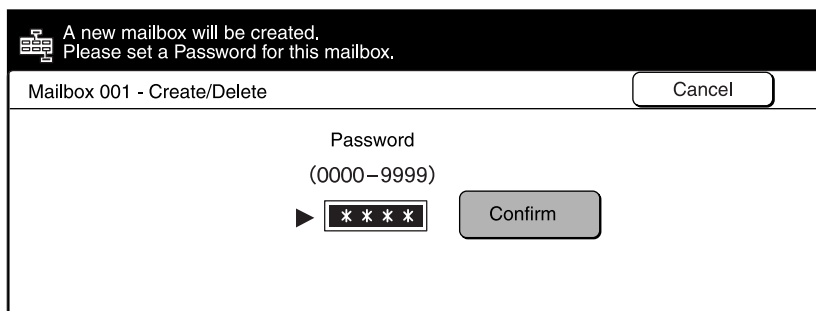 A new mailbox will be created.
Please set a Password for this mailbox.
Mailbox 001 - Create/Delete
Cancel
Password
(0000−9999)
****
Confirm